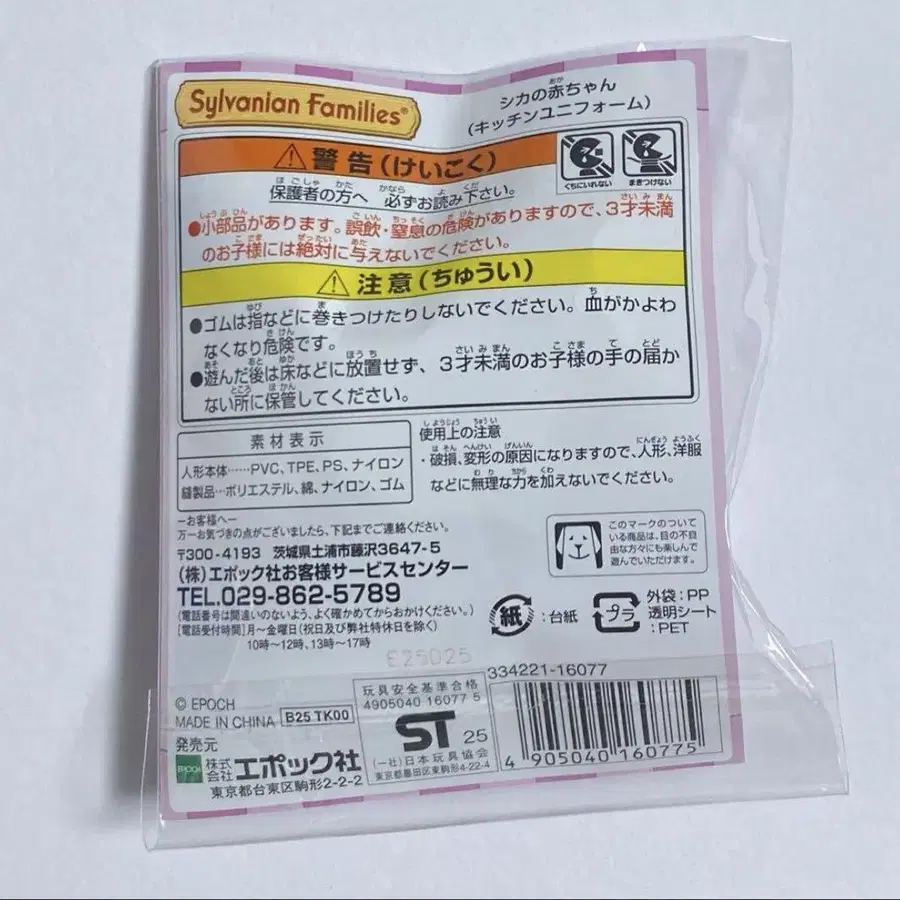 Sylvanian Families®
シカの赤ちゃん
(キッチンユニフォーム)
⚠警告(けいこく)
保護者の方へ 必ずお読み下さい。
くちにいれない
まきつけない
●小部品があります。誤飲・窒息の危険がありますので、3才未満
のお子様には絶対に与えないでください。
⚠注意(ちゅうい)
●ゴムは指などに巻きつけたりしないでください。血がかよわ
なくなり危険です。
●遊んだ後は床などに放置せず、3才未満のお子様の手の届か
ない所に保管してください。
素材表示
人形本体……PVC、TPE、PS、ナイロン
縫製品…ポリエステル、綿、ナイロン、ゴム
使用上の注意
・破損、変形の原因になりますので、人形、洋服
などに無理な力を加えないでください。
ーお客様へー
万一お気づきの点がございましたら、下記までご連絡ください。
〒300-4193 茨城県土浦市藤沢3647-5
(株)エポック社お客様サービスセンター
TEL.029-862-5789
(電話番号は間違いのないよう、よく確かめてからおかけください。)
[電話受付時間]月〜金曜日(祝日及び弊社特休日を除く)
10時〜12時、13時〜17時
このマークのついて
いる商品は、目の不自
由な方々にも楽しんで
遊んでいただけます。
紙
:台紙
プラ
外袋:PP
透明シート
:PET
E25025
334221-16077
© EPOCH
MADE IN CHINA
B25 TK00
発売元
EPOCH
株式会社エポック社
東京都台東区駒形2-2-2
玩具安全基準合格
4905040 16077 5
ST 25
(一社)日本玩具協会
東京都墨田区東駒形4-22-4
4 905040 160775